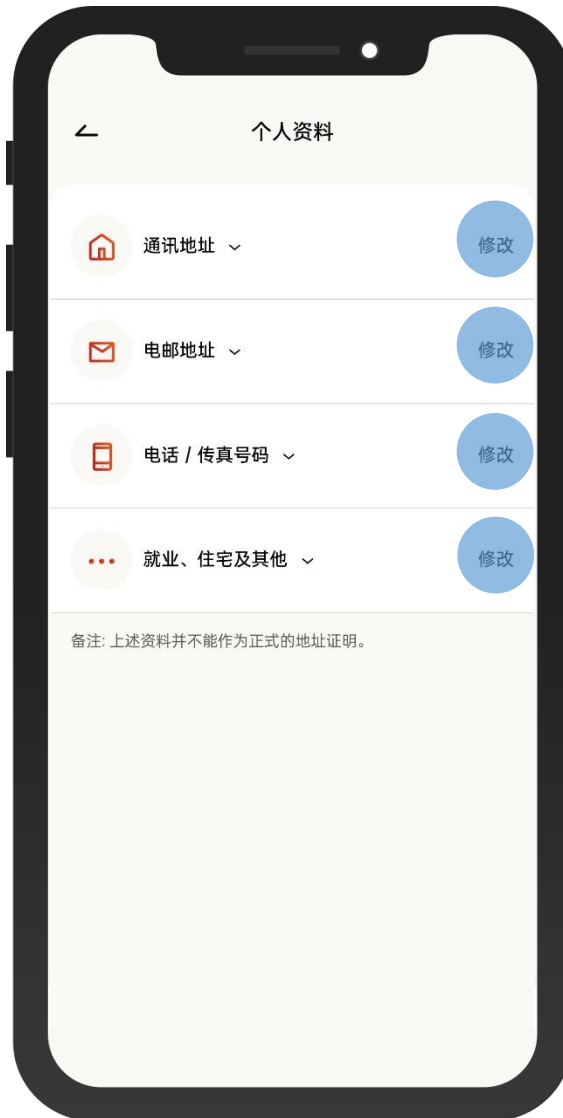 个人资料
通讯地址 修改
电邮地址 修改
电话 / 传真号码 修改
就业、住宅及其他 修改
备注: 上述资料并不能作为正式的地址证明。